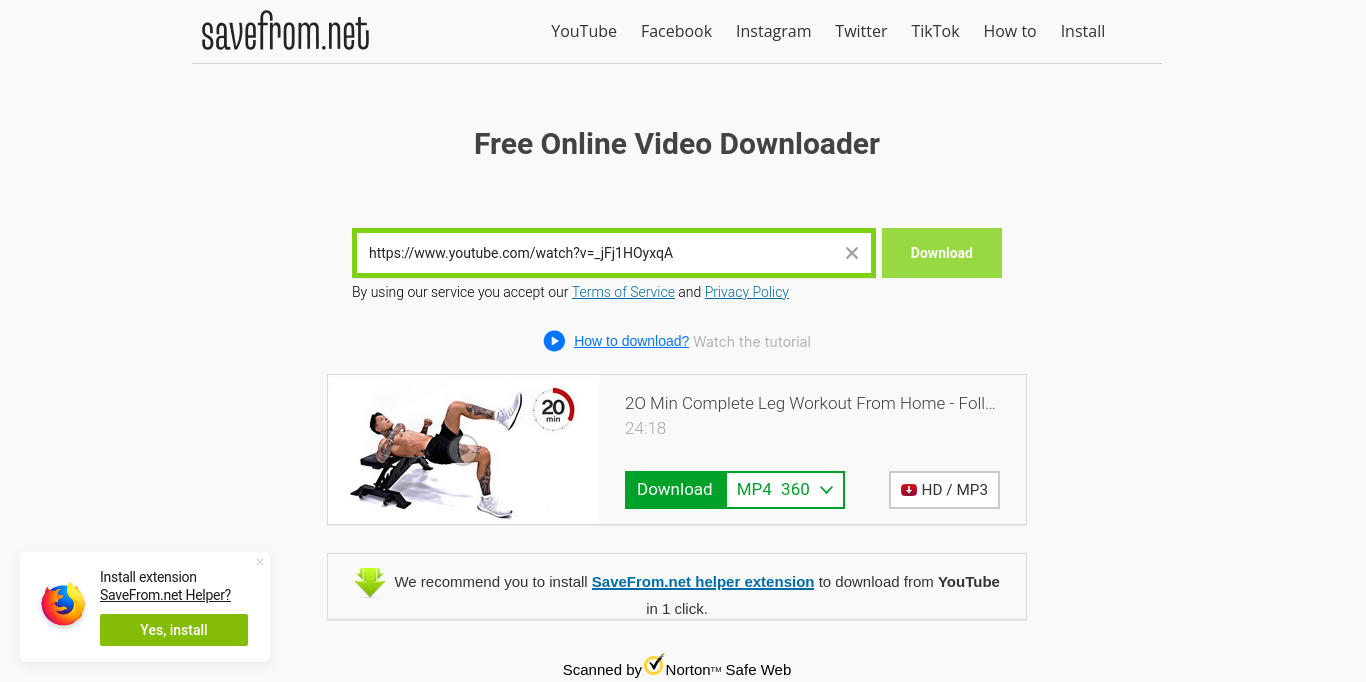 savefrom.net
YouTube Facebook Instagram Twitter TikTok How to Install
Free Online Video Downloader
https://www.youtube.com/watch?v=_jFj1HOyxqA
Download
By using our service you accept our Terms of Service and Privacy Policy
How to download? Watch the tutorial
20
min
2O Min Complete Leg Workout From Home - Foll...
24:18
Download MP4 360
HD / MP3
We recommend you to install SaveFrom.net helper extension to download from YouTube
in 1 click.
Install extension
SaveFrom.net Helper?
Yes, install
Scanned by Norton™ Safe Web